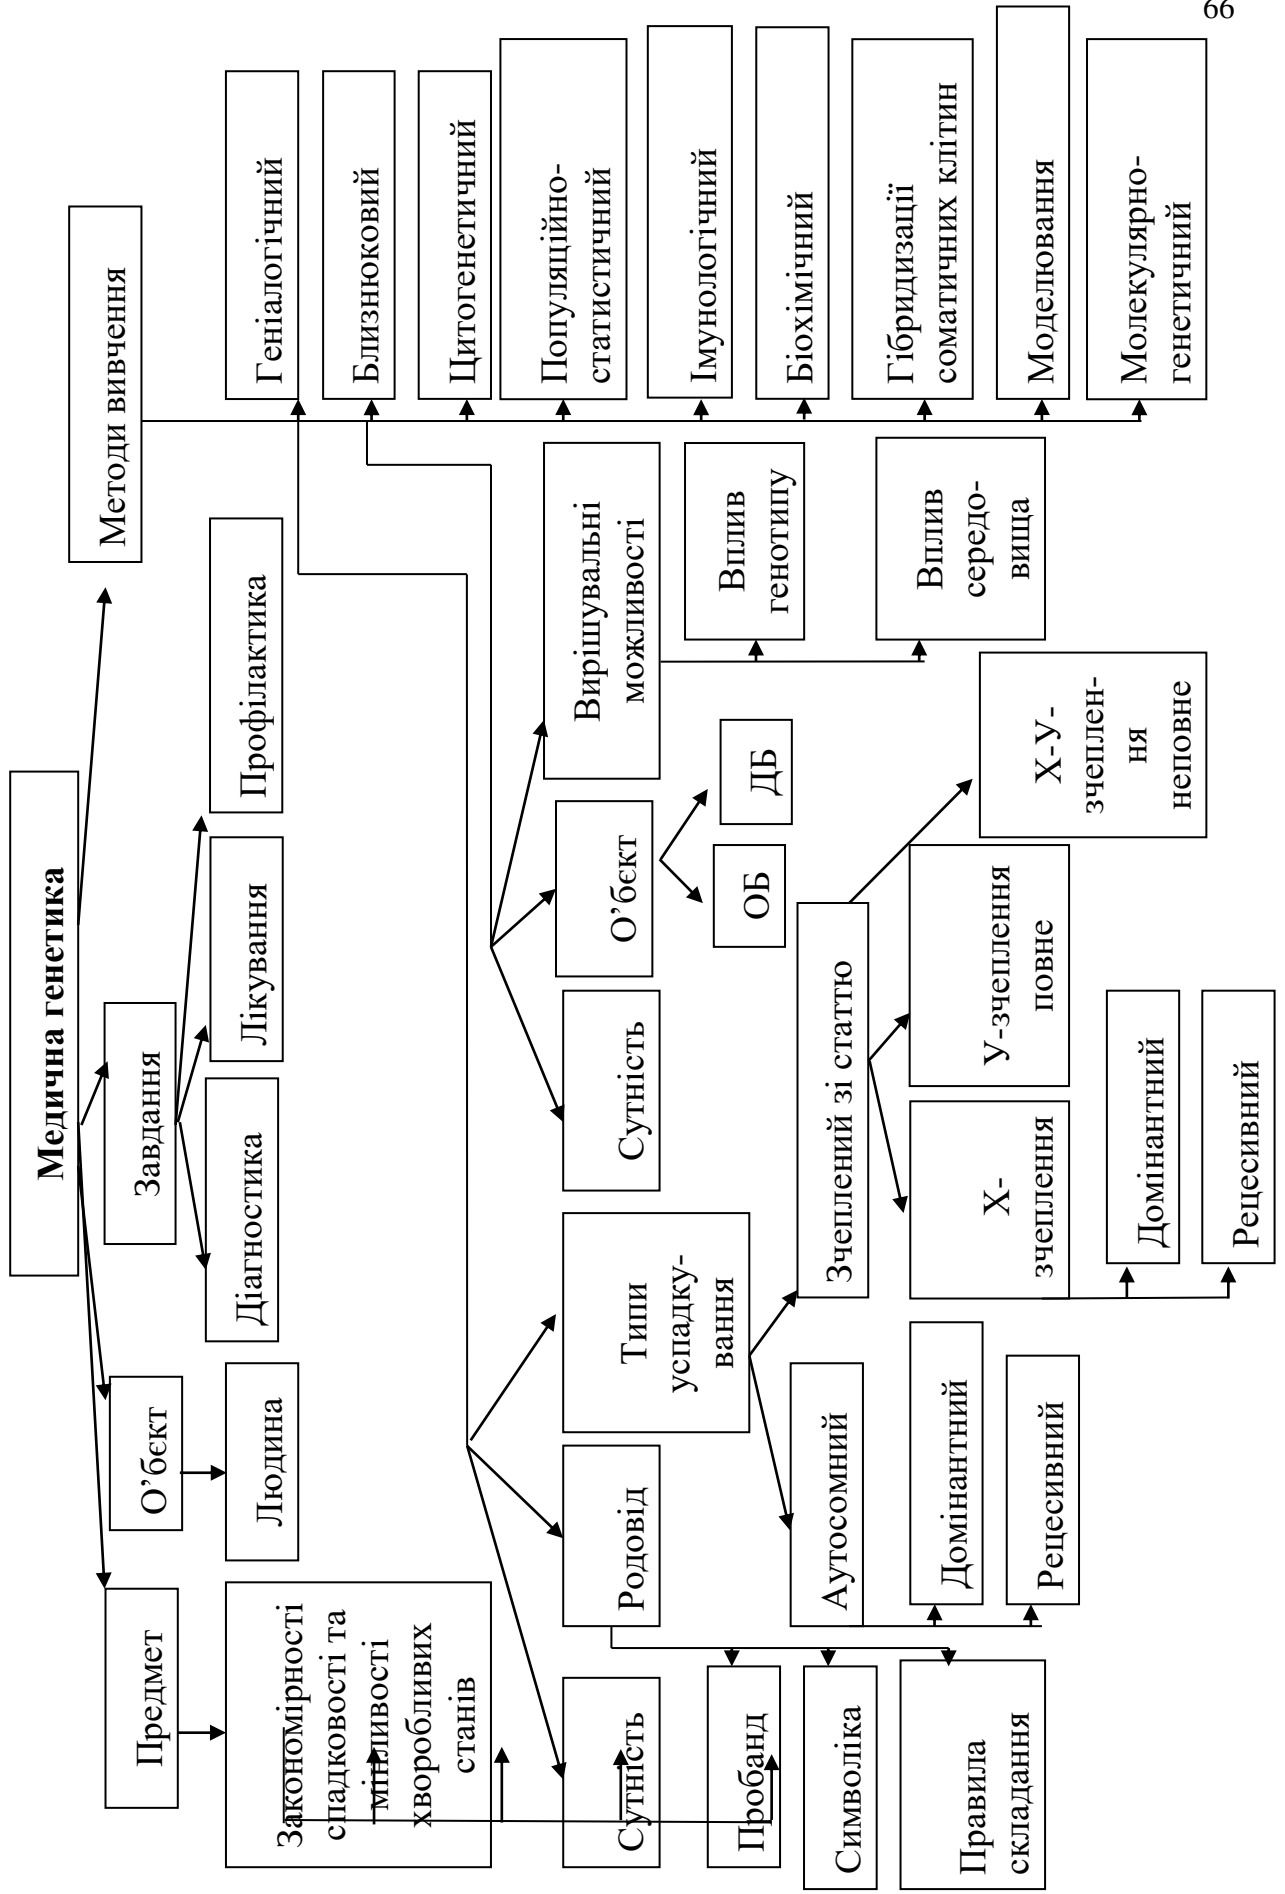 66
Медична генетика
Предмет
О'бєкт
Завдання
Методи вивчення
Закономірності
спадковості та
мінливості
хворобливих
станів
Людина
Діагностика
Лікування
Профілактика
Геніалогічний
Близнюковий
Цитогенетичний
Популяційно-
статистичний
Імунологічний
Біохімічний
Гібридизації
соматичних клітин
Моделювання
Молекулярно-
генетичний
Сутність
Родовід
Типи
успадку-
вання
Сутність
О'бєкт
Вирішувальні
можливості
Пробанд
Символіка
Правила
складання
Аутосомний
Зчеплений зі статтю
ОБ
ДБ
Вплив
генотипу
Вплив
середо-
вища
Домінантний
Рецесивний
Х-
зчеплення
У-зчеплення
повне
Х-У-
зчеплен-
ня
неповне
Домінантний
Рецесивний